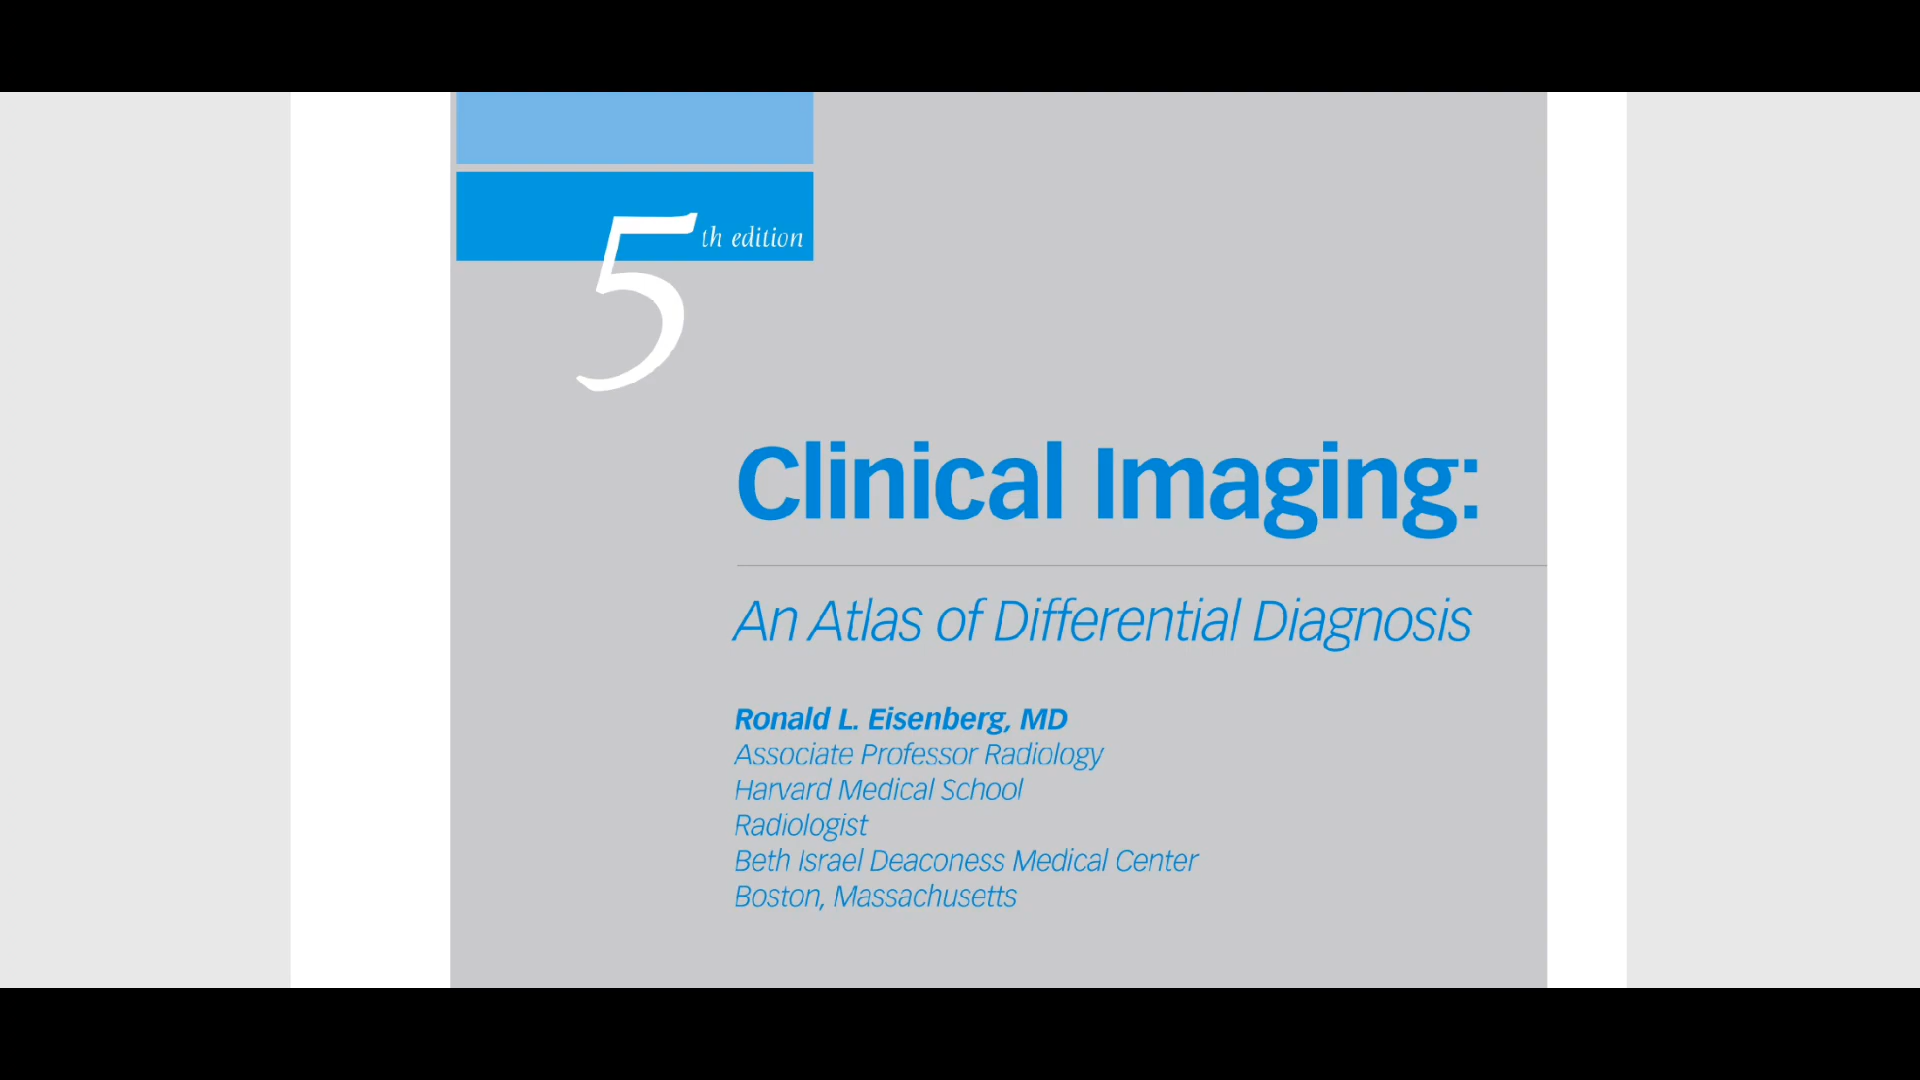 5th edition
Clinical Imaging:
An Atlas of Differential Diagnosis
Ronald L. Eisenberg, MD
Associate Professor Radiology
Harvard Medical School
Radiologist
Beth Israel Deaconess Medical Center
Boston, Massachusetts